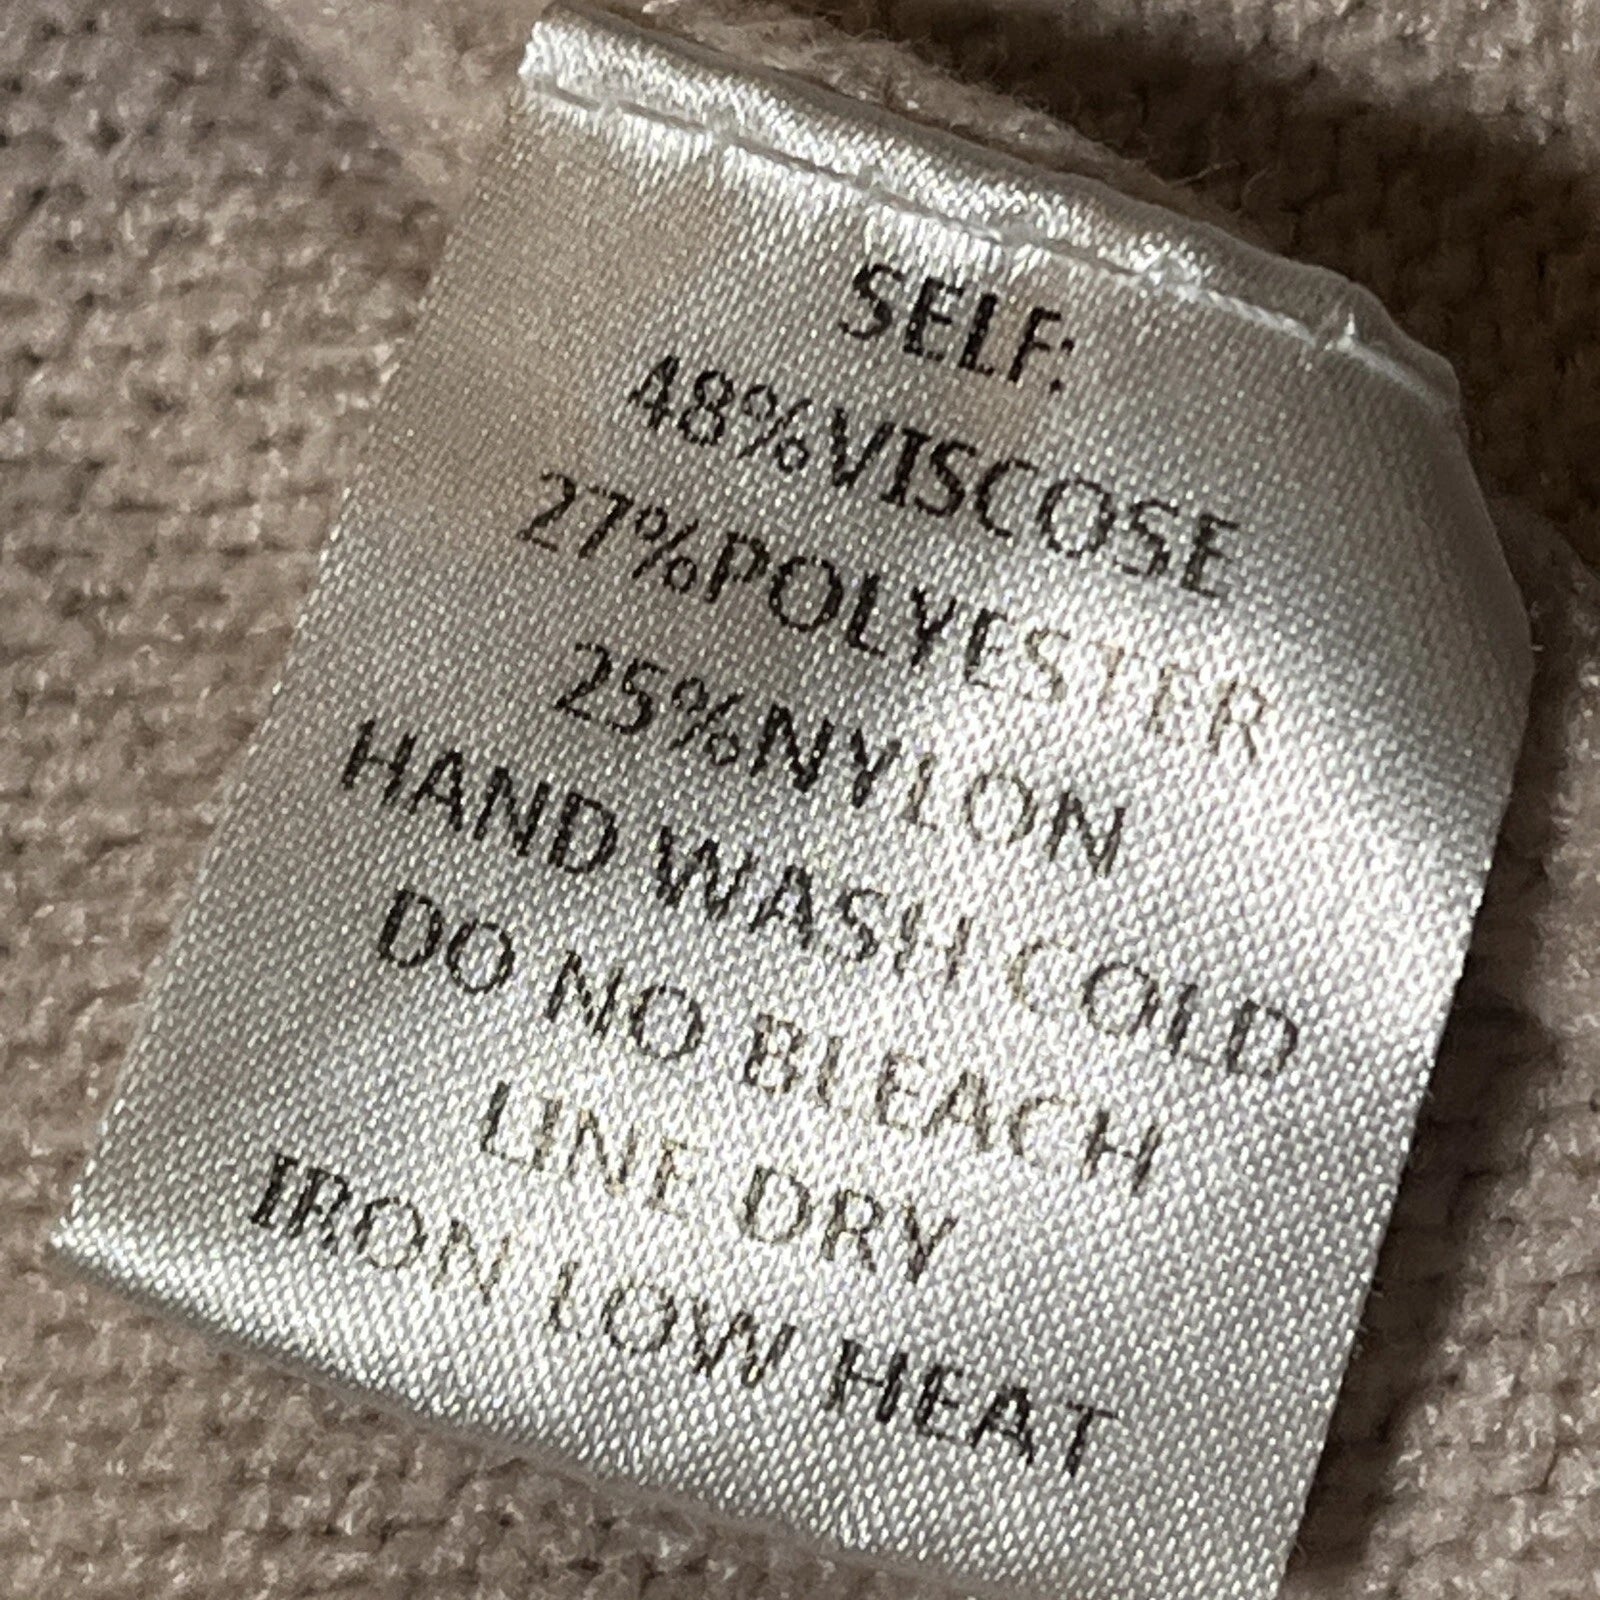 SELF:
48%VISCOSE
27%POLYESTER
25%NYLON
HAND WASH COLD
DO NO BLEACH
LINE DRY
IRON LOW HEAT